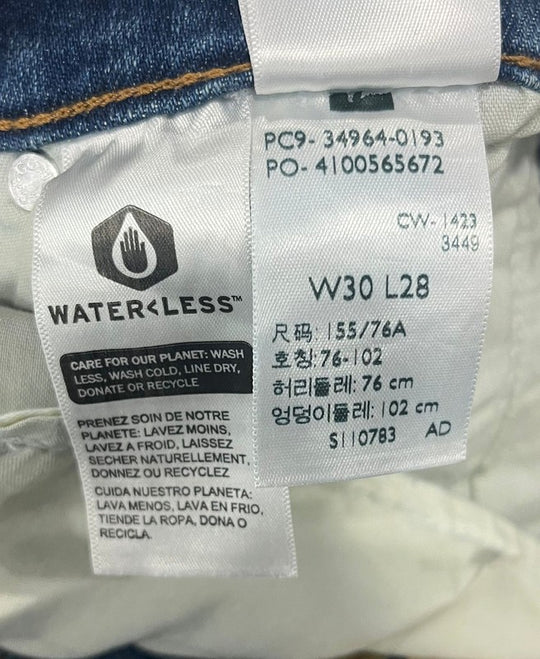 WATER<LESS™
CARE FOR OUR PLANET: WASH
LESS, WASH COLD, LINE DRY,
DONATE OR RECYCLE
PRENEZ SOIN DE NOTRE
PLANETE: LAVEZ MOINS,
LAVEZ A FROID, LAISSEZ
SECHER NATURELLEMENT,
DONNEZ OU RECYCLEZ
CUIDA NUESTRO PLANETA:
LAVA MENOS, LAVA EN FRIO,
TIENDE LA ROPA, DONA O
RECICLA.
PC9- 34964-0193
PO- 4100565672
CW- 1423
3449
W30 L28
尺码: 155/76A
호칭: 76-102
허리둘레: 76 cm
엉덩이둘레: 102 cm
S110783 AD